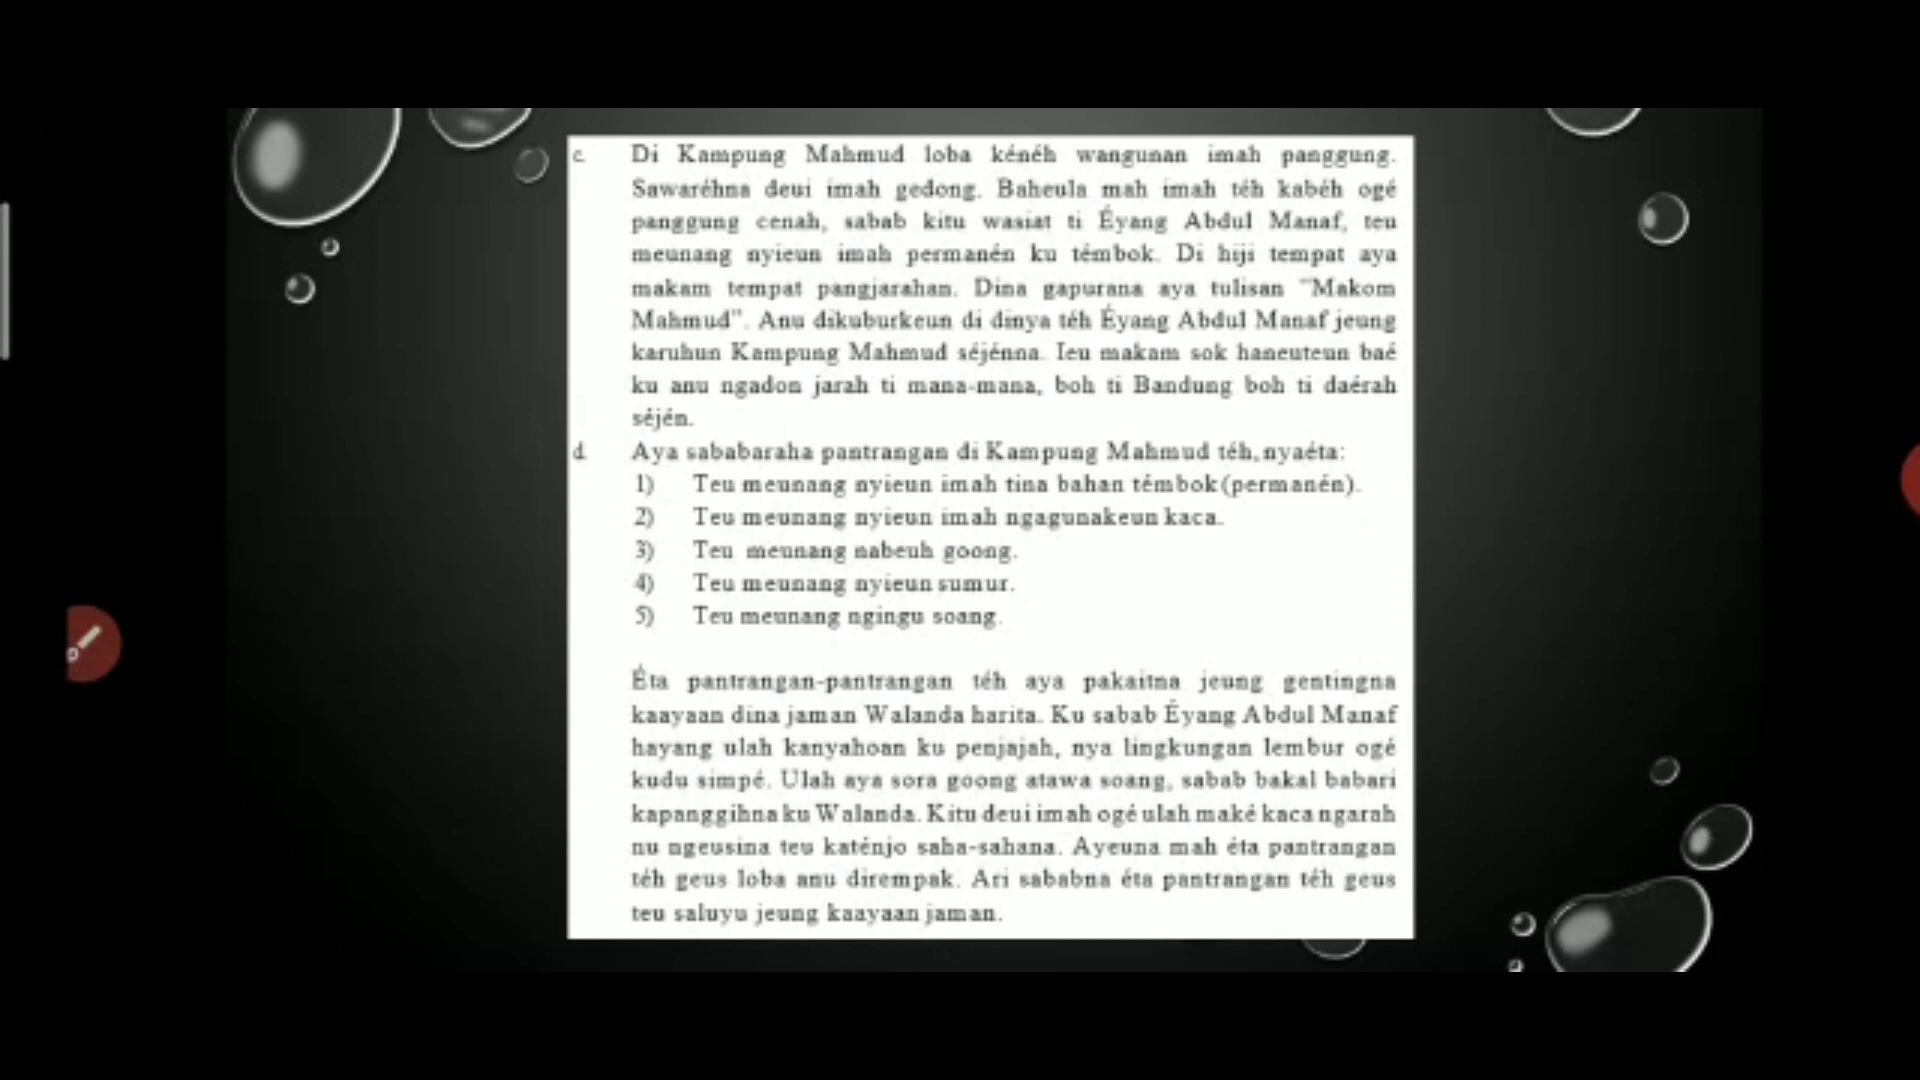 c. Di Kampung Mahmud loba kénéh wangunan imah panggung.
Sawaréhna deui imah gedong. Baheula mah imah téh kabéh ogé
panggung cenah, sabab kitu wasiat ti Éyang Abdul Manaf, teu
meunang nyieun imah permanén ku témbok. Di hiji tempat aya
makam tempat pangjarahan. Dina gapurana aya tulisan "Makom
Mahmud". Anu dikuburkeun di dinya téh Éyang Abdul Manaf jeung
karuhun Kampung Mahmud séjénna. Ieu makam sok haneuteun baé
ku anu ngadon jarah ti mana-mana, boh ti Bandung boh ti daérah
séjén.
d. Aya sababaraha pantrangan di Kampung Mahmud téh, nyaéta:
1) Teu meunang nyieun imah tina bahan témbok (permanén).
2) Teu meunang nyieun imah ngagunakeun kaca.
3) Teu meunang nabeuh goong.
4) Teu meunang nyieun sumur.
5) Teu meunang ngingu soang.
Éta pantrangan-pantrangan téh aya pakaitna jeung gentingna
kaayaan dina jaman Walanda harita. Ku sabab Éyang Abdul Manaf
hayang ulah kanyahoan ku penjajah, nya lingkungan lembur ogé
kudu simpé. Ulah aya sora goong atawa soang, sabab bakal babari
kapanggihna ku Walanda. Kitu deui imah ogé ulah maké kaca ngarah
nu ngeusina teu katénjo saha-sahana. Ayeuna mah éta pantrangan
téh geus loba anu dirempak. Ari sababna éta pantrangan téh geus
teu saluyu jeung kaayaan jaman.